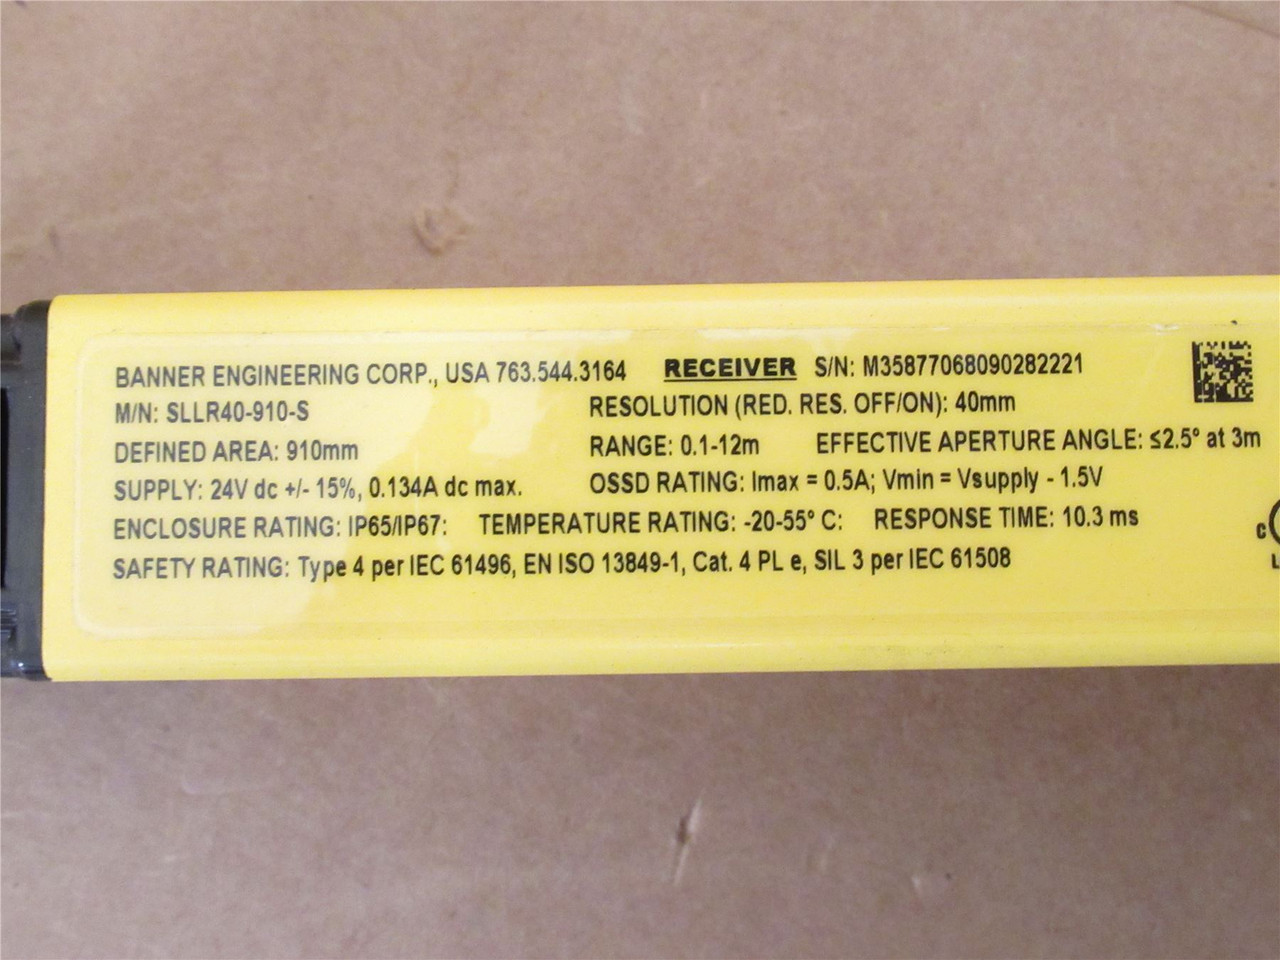 BANNER ENGINEERING CORP., USA 763.544.3164 RECEIVER S/N: M35877068090282221
M/N: SLLR40-910-S RESOLUTION (RED. RES. OFF/ON): 40mm
DEFINED AREA: 910mm RANGE: 0.1-12m EFFECTIVE APERTURE ANGLE: ≤2.5° at 3m
SUPPLY: 24V dc +/- 15%, 0.134A dc max. OSSD RATING: Imax = 0.5A; Vmin = Vsupply - 1.5V
ENCLOSURE RATING: IP65/IP67: TEMPERATURE RATING: -20-55° C: RESPONSE TIME: 10.3 ms
SAFETY RATING: Type 4 per IEC 61496, EN ISO 13849-1, Cat. 4 PL e, SIL 3 per IEC 61508